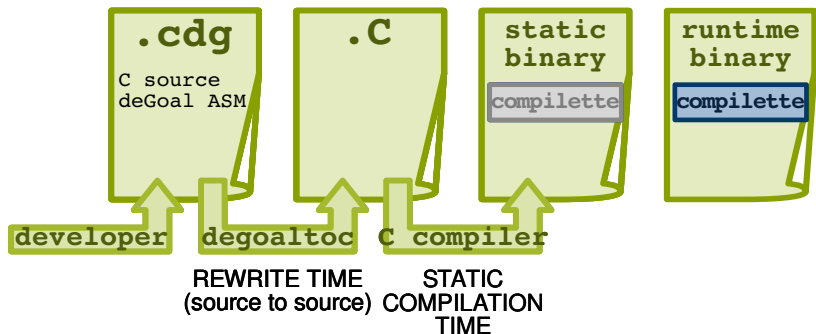 .cdg
C source
deGoal ASM
.C
static
binary
compilette
runtime
binary
compilette
developer
degoaltoc
C compiler
REWRITE TIME
(source to source)
STATIC
COMPILATION
TIME